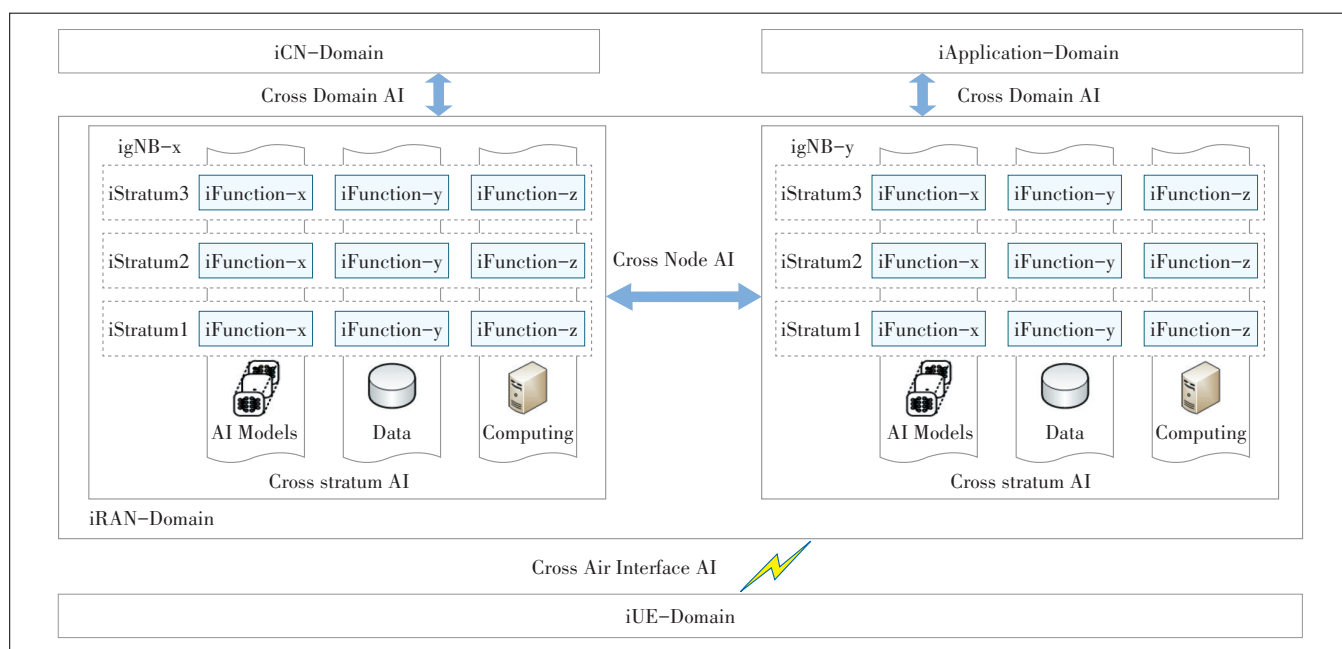 iCN-Domain
iApplication-Domain
Cross Domain AI
Cross Domain AI
igNB-x
iStratum3
iFunction-x
iFunction-y
iFunction-z
iStratum2
iFunction-x
iFunction-y
iFunction-z
iStratum1
iFunction-x
iFunction-y
iFunction-z
AI Models
Data
Computing
Cross stratum AI
Cross Node AI
igNB-y
iStratum3
iFunction-x
iFunction-y
iFunction-z
iStratum2
iFunction-x
iFunction-y
iFunction-z
iStratum1
iFunction-x
iFunction-y
iFunction-z
AI Models
Data
Computing
Cross stratum AI
iRAN-Domain
Cross Air Interface AI
iUE-Domain